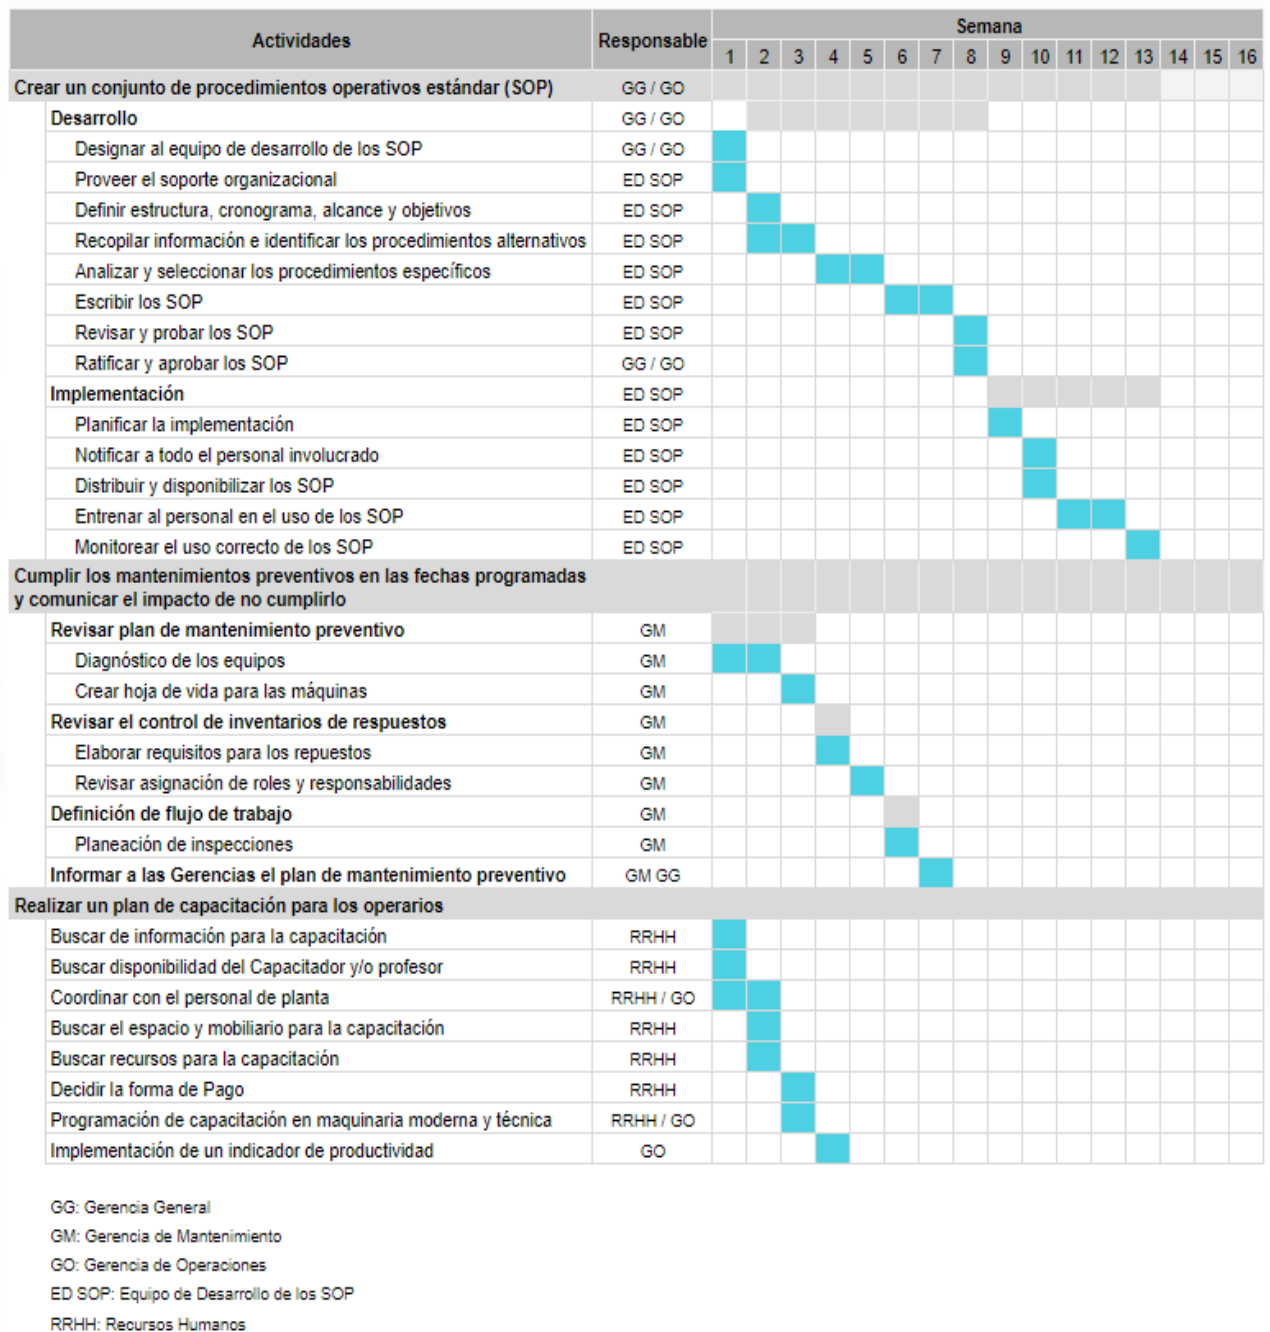 Actividades Responsable Semana
1 2 3 4 5 6 7 8 9 10 11 12 13 14 15 16
Crear un conjunto de procedimientos operativos estándar (SOP) GG / GO
Desarrollo GG / GO
Designar al equipo de desarrollo de los SOP GG / GO
Proveer el soporte organizacional ED SOP
Definir estructura, cronograma, alcance y objetivos ED SOP
Recopilar información e identificar los procedimientos alternativos ED SOP
Analizar y seleccionar los procedimientos específicos ED SOP
Escribir los SOP ED SOP
Revisar y probar los SOP ED SOP
Ratificar y aprobar los SOP GG / GO
Implementación ED SOP
Planificar la implementación ED SOP
Notificar a todo el personal involucrado ED SOP
Distribuir y disponibilizar los SOP ED SOP
Entrenar al personal en el uso de los SOP ED SOP
Monitorear el uso correcto de los SOP ED SOP
Cumplir los mantenimientos preventivos en las fechas programadas
y comunicar el impacto de no cumplirlo
Revisar plan de mantenimiento preventivo GM
Diagnóstico de los equipos GM
Crear hoja de vida para las máquinas GM
Revisar el control de inventarios de respuestos GM
Elaborar requisitos para los repuestos GM
Revisar asignación de roles y responsabilidades GM
Definición de flujo de trabajo GM
Planeación de inspecciones GM
Informar a las Gerencias el plan de mantenimiento preventivo GM GG
Realizar un plan de capacitación para los operarios
Buscar de información para la capacitación RRHH
Buscar disponibilidad del Capacitador y/o profesor RRHH
Coordinar con el personal de planta RRHH / GO
Buscar el espacio y mobiliario para la capacitación RRHH
Buscar recursos para la capacitación RRHH
Decidir la forma de Pago RRHH
Programación de capacitación en maquinaria moderna y técnica RRHH / GO
Implementación de un indicador de productividad GO
GG: Gerencia General
GM: Gerencia de Mantenimiento
GO: Gerencia de Operaciones
ED SOP: Equipo de Desarrollo de los SOP
RRHH: Recursos Humanos